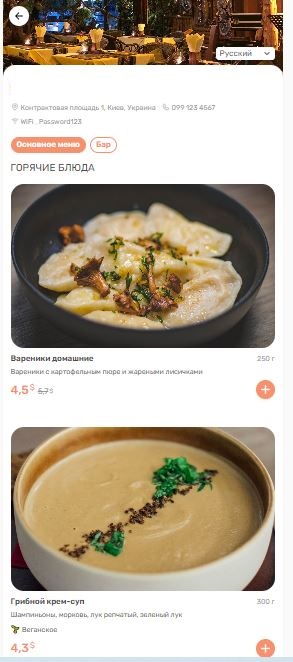 Русский
Контрактовая площадь 1, Киев, Украина 099 123 4567
WiFi _Password123
Основное меню Бар
ГОРЯЧИЕ БЛЮДА
Вареники домашние 250 г
Вареники с картофельным пюре и жареными лисичками
4,5$ 5,7$
Грибной крем-суп 300 г
Шампиньоны, морковь, лук репчатый, зеленый лук
Веганское
4,3$